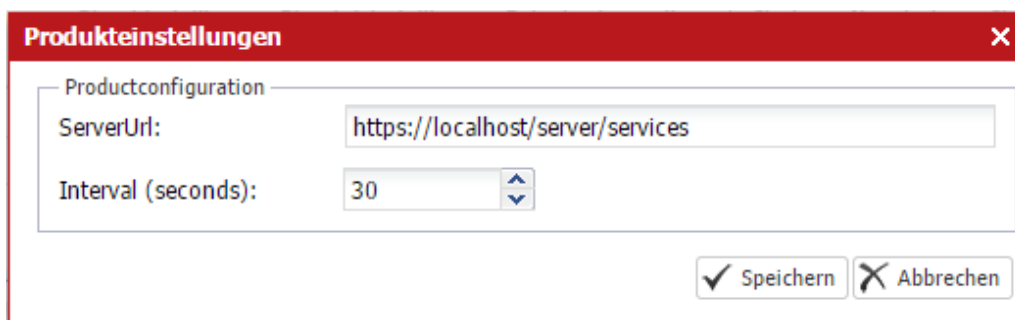 Produkteinstellungen
Productconfiguration
ServerUrl: https://localhost/server/services
Interval (seconds): 30
Speichern Abbrechen